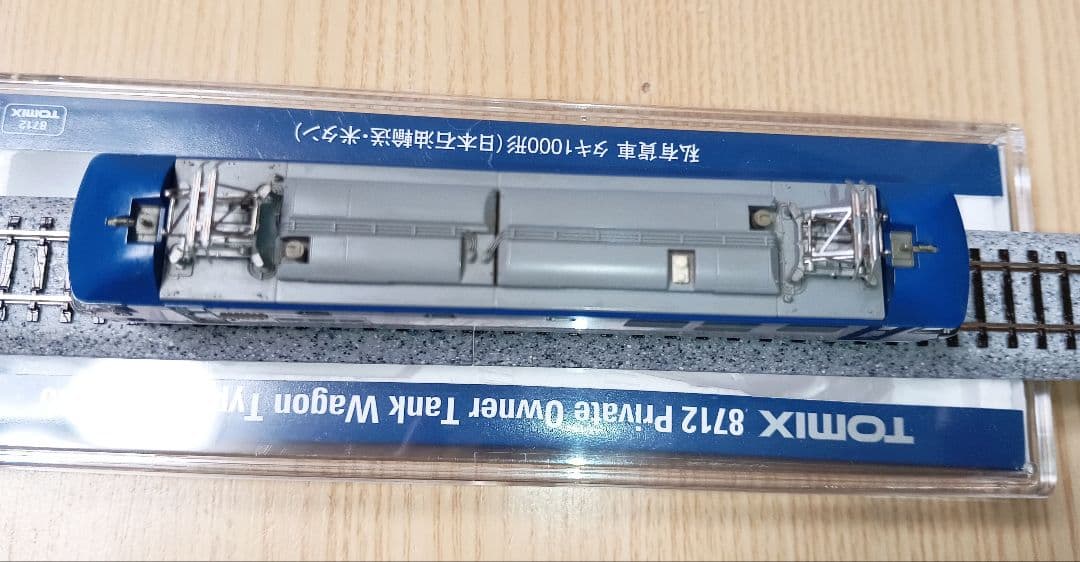 TOMIX 8712 Private Owner Tank Wagon
私有貨車 タキ1000形(日本石油輸送・米タン)
8712
TOMIX